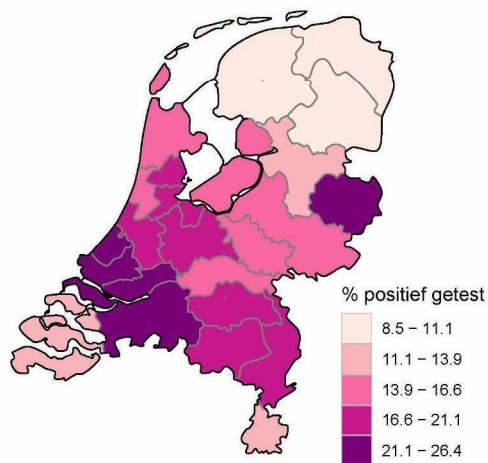 % positief getest
8.5 – 11.1
11.1 – 13.9
13.9 – 16.6
16.6 – 21.1
21.1 – 26.4